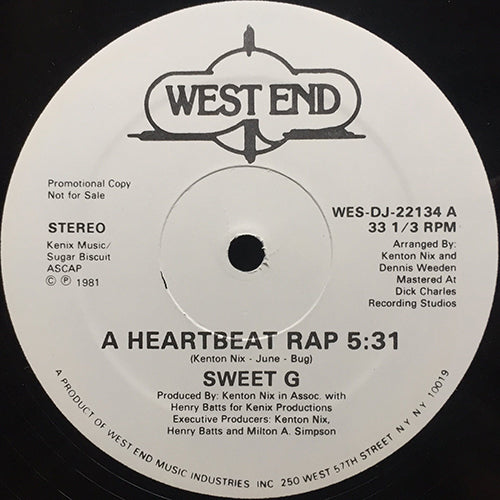 WEST END
Promotional Copy
Not for Sale
STEREO
Kenix Music/
Sugar Biscuit
ASCAP
© ℗ 1981
WES-DJ-22134 A
33 1/3 RPM
Arranged By:
Kenton Nix and
Dennis Weeden
Mastered At
Dick Charles
Recording Studios
A HEARTBEAT RAP 5:31
(Kenton Nix - June - Bug)
SWEET G
Produced By: Kenton Nix in Assoc. with
Henry Batts for Kenix Productions
Executive Producers: Kenton Nix,
Henry Batts and Milton A. Simpson
A PRODUCT OF WEST END MUSIC INDUSTRIES INC 250 WEST 57TH STREET NY NY 10019